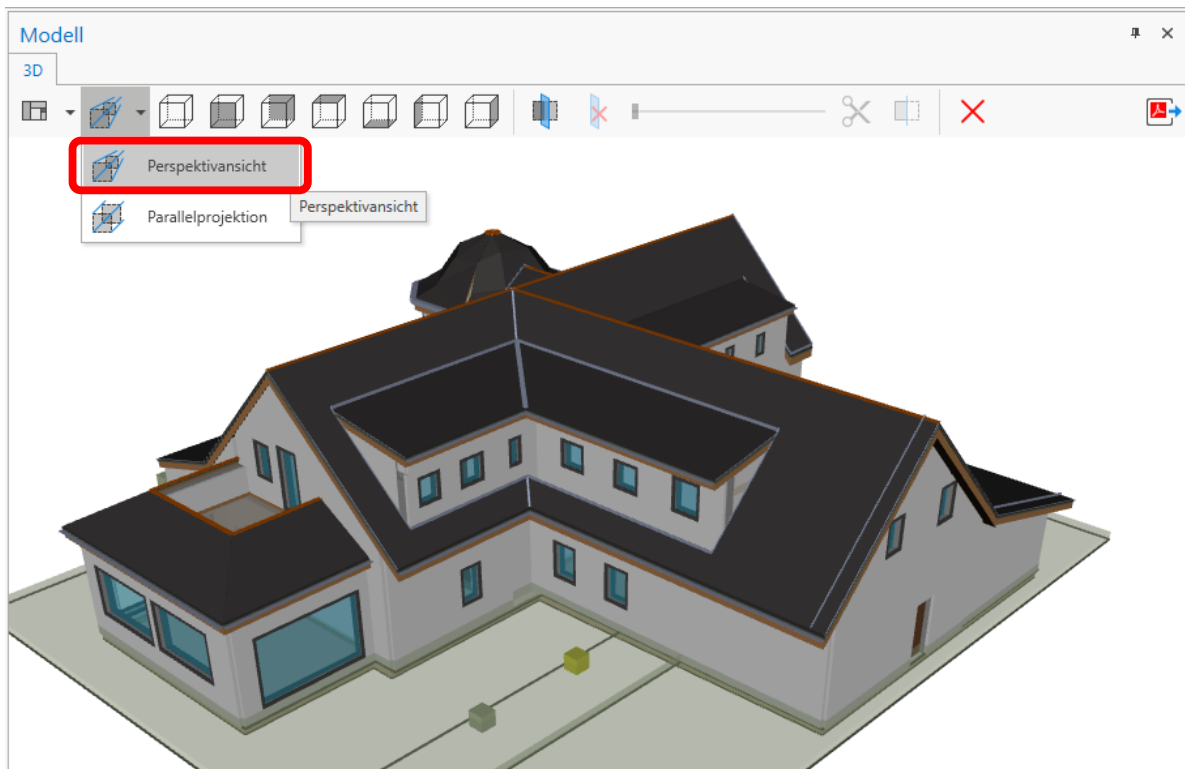 Modell
3D
Perspektivansicht
Parallelprojektion
Perspektivansicht